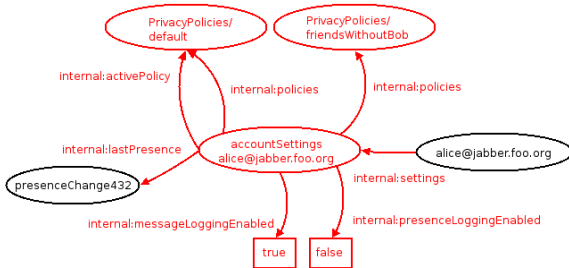 PrivacyPolicies/
default
PrivacyPolicies/
friendsWithoutBob
internal:activePolicy
internal:policies
internal:policies
internal:lastPresence
accountSettings
alice@jabber.foo.org
alice@jabber.foo.org
presenceChange432
internal:settings
internal:messageLoggingEnabled
internal:presenceLoggingEnabled
true
false